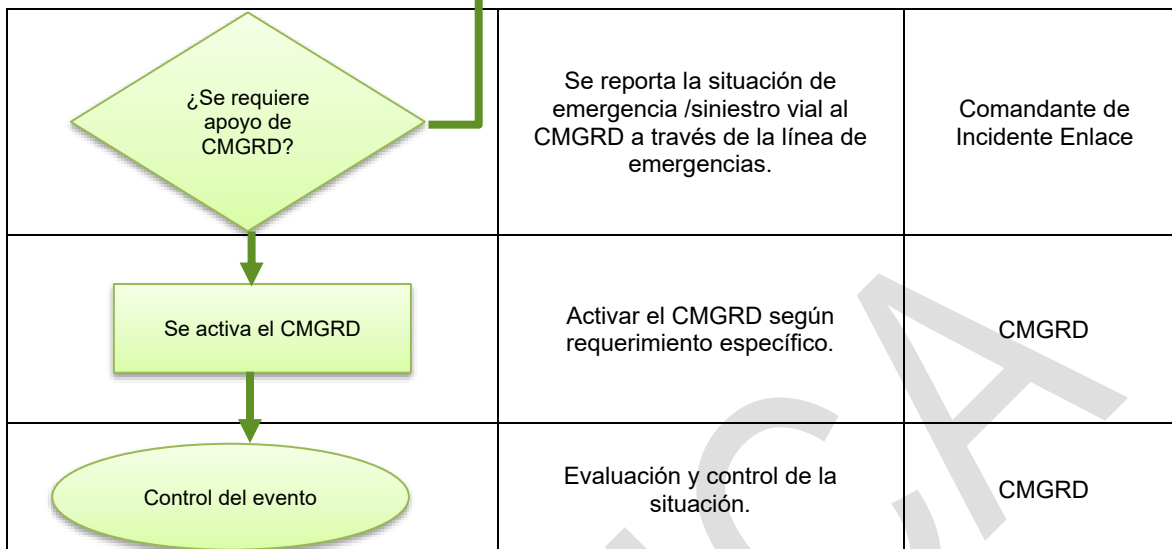 ¿Se requiere
apoyo de
CMGRD?
Se reporta la situación de
emergencia /siniestro vial al
CMGRD a través de la línea de
emergencias.
Comandante de
Incidente Enlace
Se activa el CMGRD
Activar el CMGRD según
requerimiento específico.
CMGRD
Control del evento
Evaluación y control de la
situación.
CMGRD